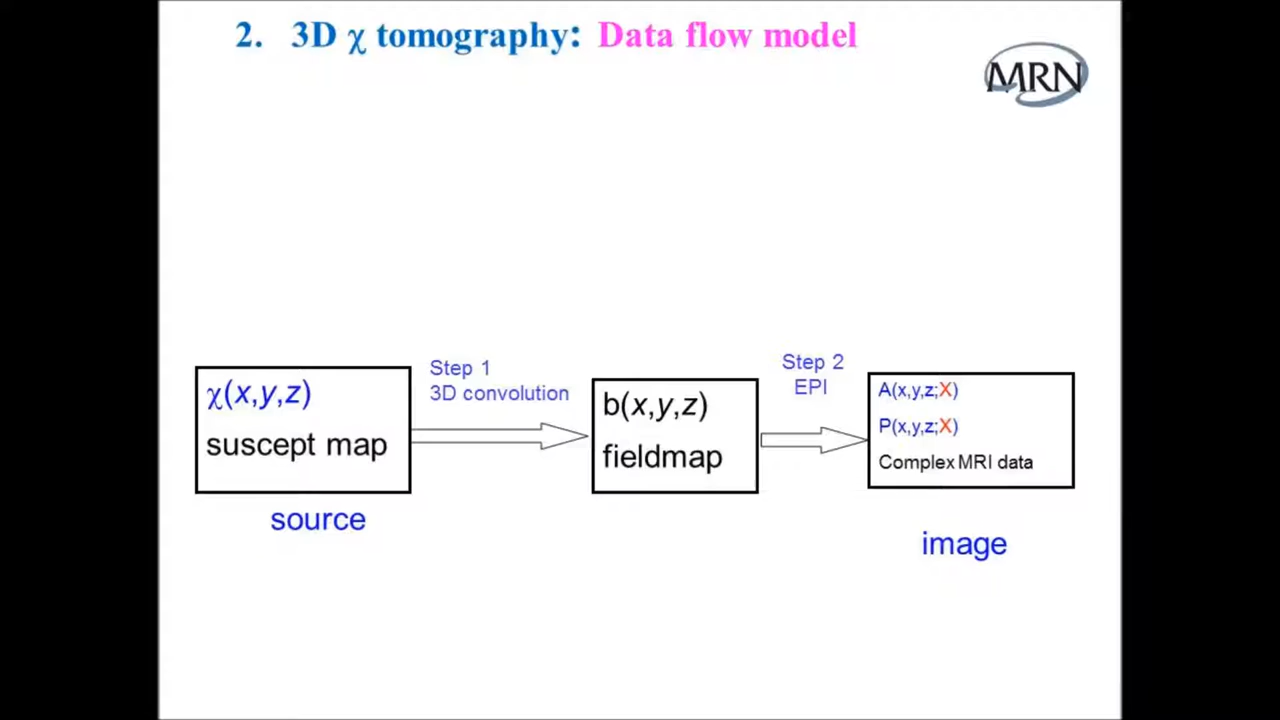 2. 3D χ tomography: Data flow model
MRN
Step 1
3D convolution
Step 2
EPI
χ(x,y,z)
suscept map
b(x,y,z)
fieldmap
A(x,y,z;X)
P(x,y,z;X)
Complex MRI data
source
image